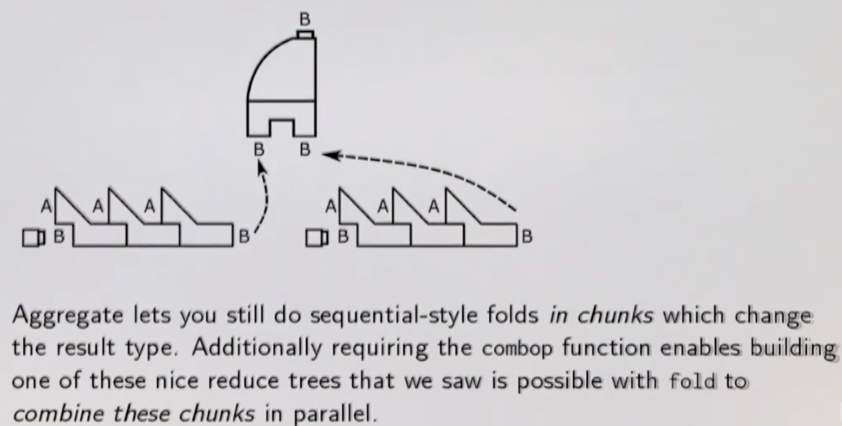 B
B B
A A A A A A
B B B B
Aggregate lets you still do sequential-style folds in chunks which change
the result type. Additionally requiring the combop function enables building
one of these nice reduce trees that we saw is possible with fold to
combine these chunks in parallel.